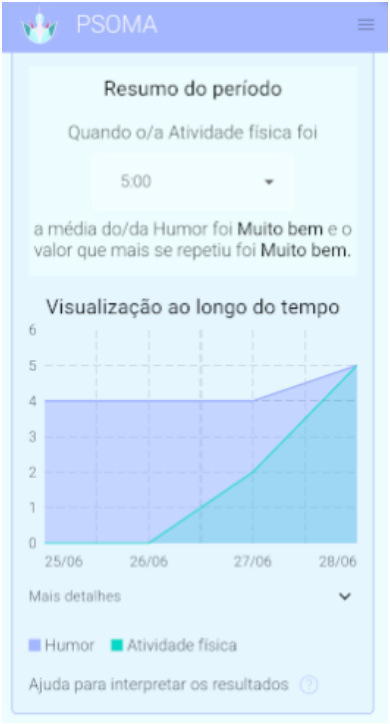 PSOMA
Resumo do período
Quando o/a Atividade física foi
5:00
a média do/da Humor foi Muito bem e o
valor que mais se repetiu foi Muito bem.
Visualização ao longo do tempo
6
5
4
3
2
1
0
25/06 26/06 27/06 28/06
Mais detalhes
Humor Atividade física
Ajuda para interpretar os resultados ?